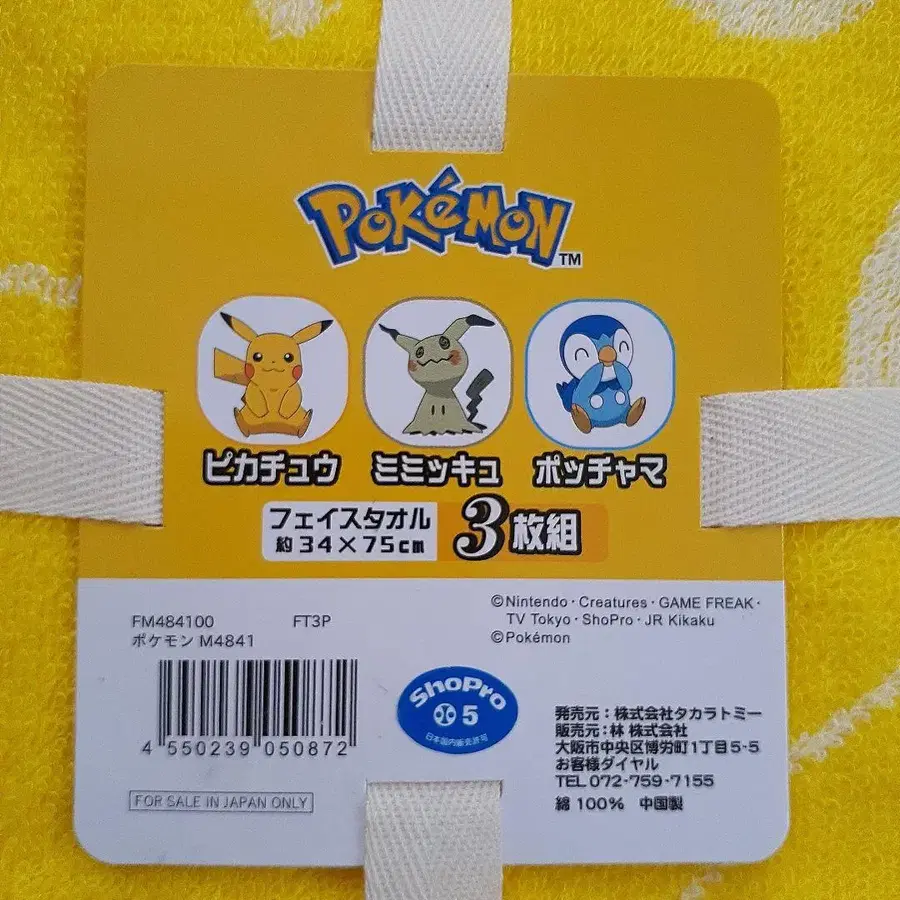 POKéMON
TM
ピカチュウ ミミッキュ ポッチャマ
フェイスタオル
約34×75cm
3枚組
FM484100 FT3P
ポケモン M4841
©Nintendo・Creatures・GAME FREAK・
TV Tokyo・ShoPro・JR Kikaku
©Pokémon
4 550239 050872
FOR SALE IN JAPAN ONLY
ShoPro
5
日本国内販売許可
発売元：株式会社タカラトミー
販売元：林 株式会社
大阪市中央区博労町1丁目5-5
お客様ダイヤル
TEL 072-759-7155
綿 100% 中国製